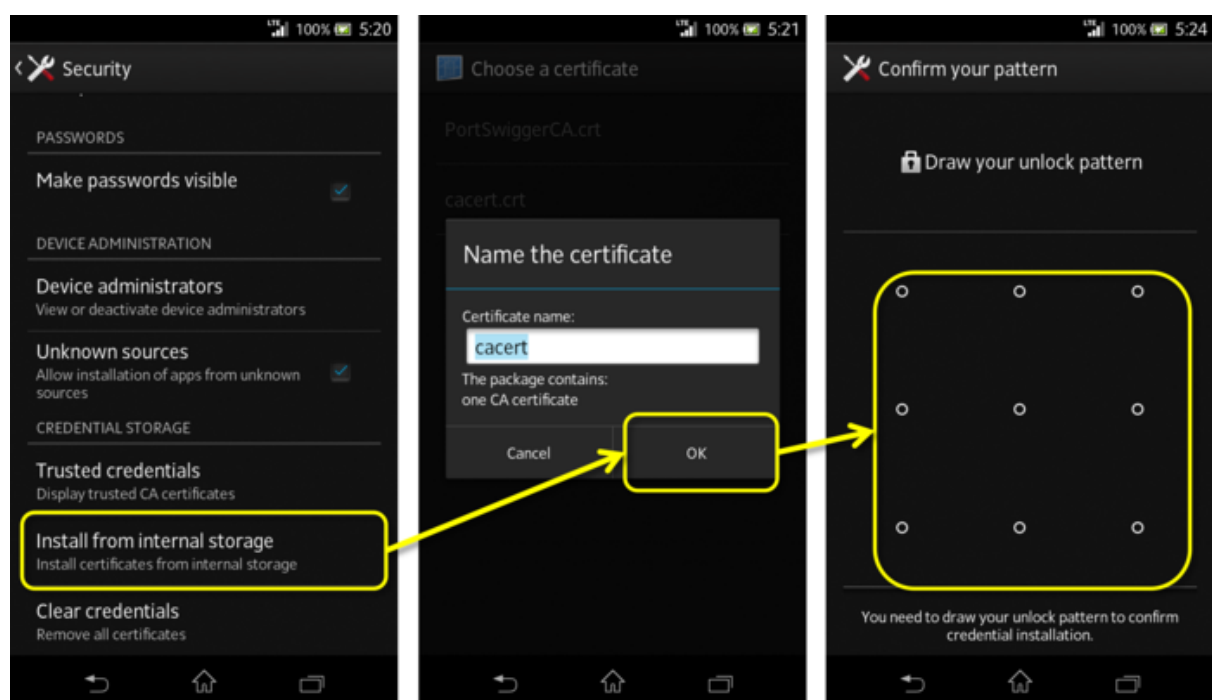 LTE 100% 5:20
Security
PASSWORDS
Make passwords visible
DEVICE ADMINISTRATION
Device administrators
View or deactivate device administrators
Unknown sources
Allow installation of apps from unknown
sources
CREDENTIAL STORAGE
Trusted credentials
Display trusted CA certificates
Install from internal storage
Install certificates from internal storage
Clear credentials
Remove all certificates
LTE 100% 5:21
Choose a certificate
PortSwiggerCA.crt
cacert.crt
Name the certificate
Certificate name:
cacert
The package contains:
one CA certificate
Cancel OK
LTE 100% 5:24
Confirm your pattern
Draw your unlock pattern
You need to draw your unlock pattern to confirm
credential installation.